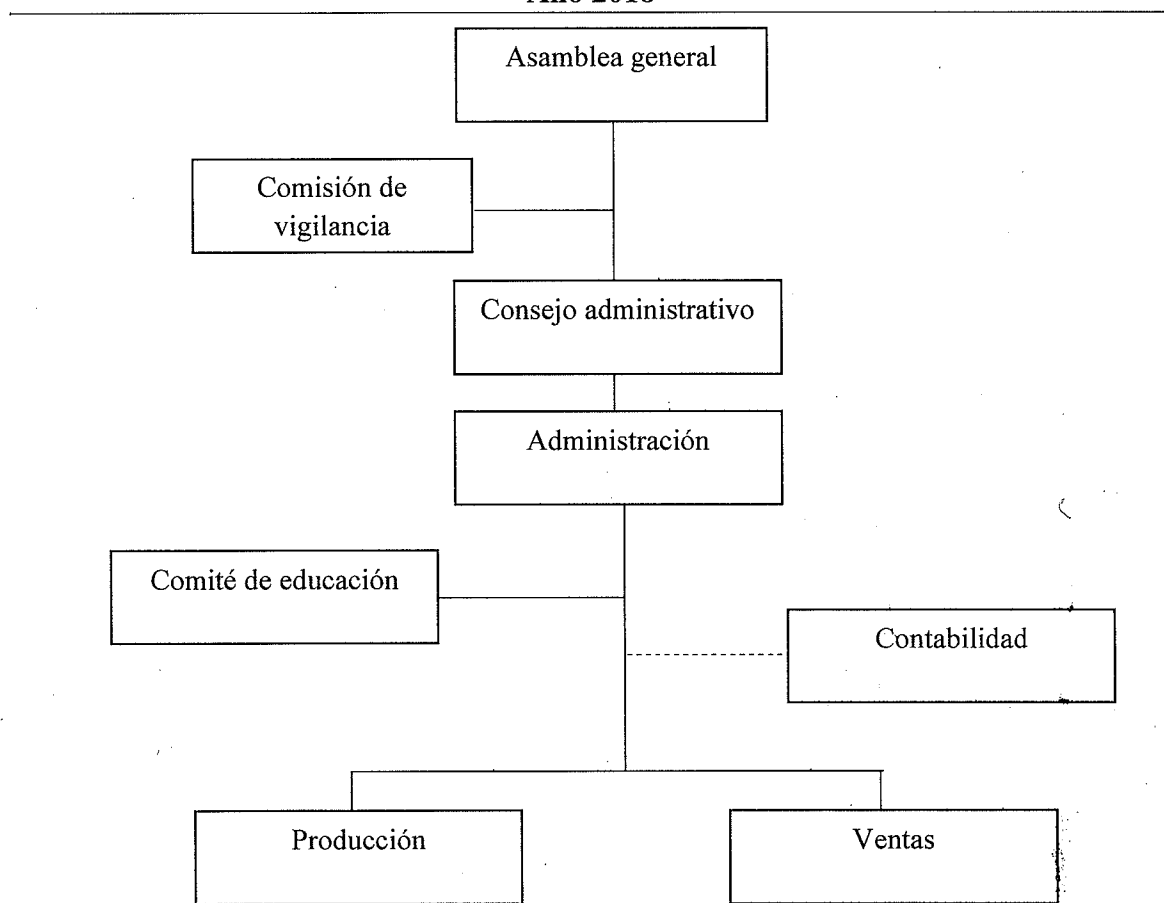 Asamblea general
Comisión de
vigilancia
Consejo administrativo
Administración
Comité de educación
Contabilidad
Producción
Ventas